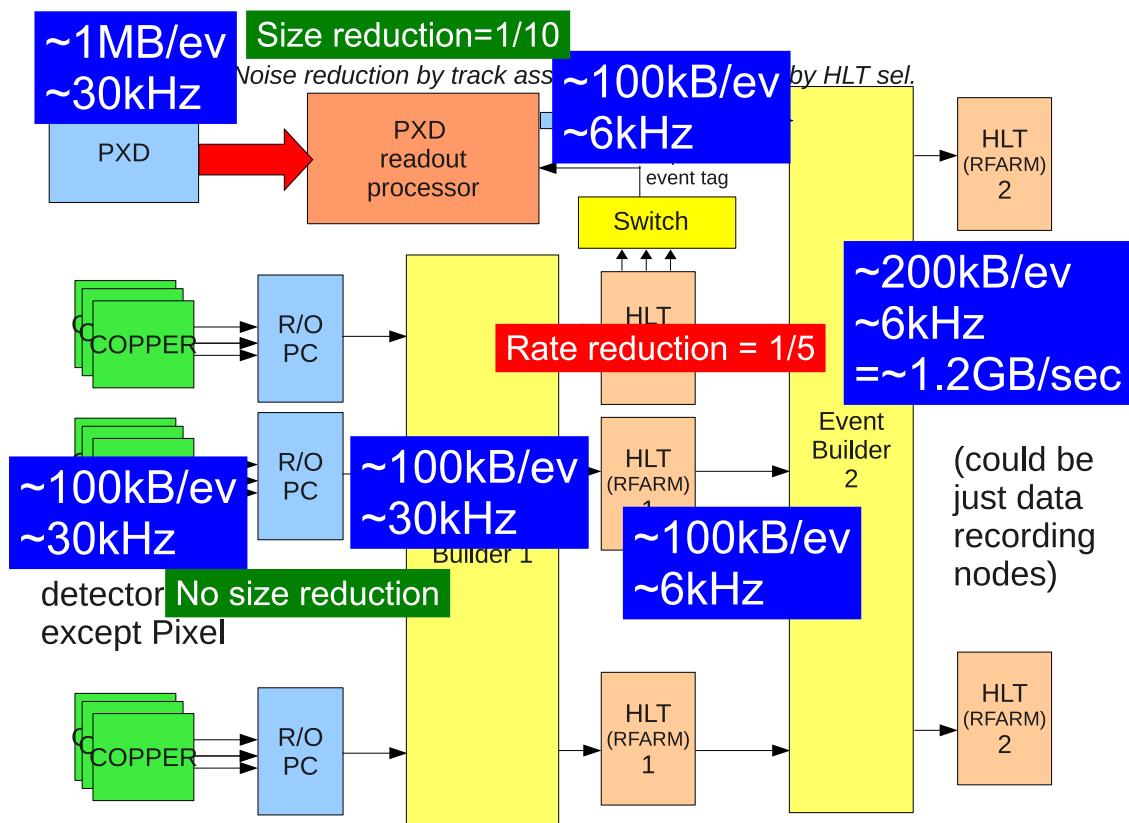 ~1MB/ev
~30kHz
Size reduction=1/10
Noise reduction by track ass
by HLT sel.
~100kB/ev
~6kHz
PXD
PXD
readout
processor
event tag
Switch
HLT
(RFARM)
2
~200kB/ev
~6kHz
=~1.2GB/sec
COPPER
R/O
PC
HLT
Rate reduction = 1/5
R/O
PC
~100kB/ev
~30kHz
~100kB/ev
~30kHz
Builder 1
HLT
(RFARM)
1
~100kB/ev
~6kHz
Event
Builder
2
(could be
just data
recording
nodes)
detector
No size reduction
except Pixel
COPPER
R/O
PC
HLT
(RFARM)
1
HLT
(RFARM)
2